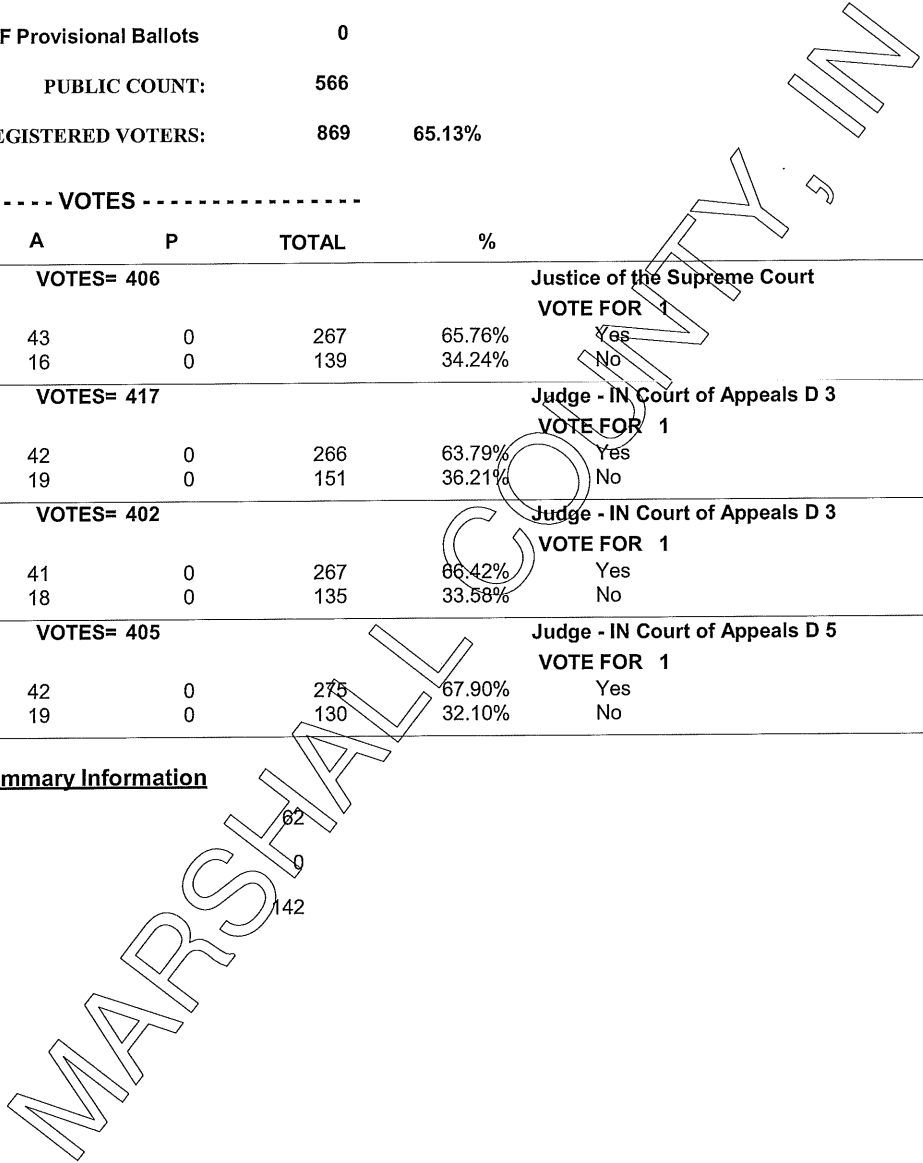 F Provisional Ballots 0
PUBLIC COUNT: 566
EGISTERED VOTERS: 869 65.13%
- - - - VOTES - - - - - - - - - - - - - - - -
A P TOTAL %
VOTES= 406 Justice of the Supreme Court
VOTE FOR 1
43 0 267 65.76% Yes
16 0 139 34.24% No
VOTES= 417 Judge - IN Court of Appeals D 3
VOTE FOR 1
42 0 266 63.79% Yes
19 0 151 36.21% No
VOTES= 402 Judge - IN Court of Appeals D 3
VOTE FOR 1
41 0 267 66.42% Yes
18 0 135 33.58% No
VOTES= 405 Judge - IN Court of Appeals D 5
VOTE FOR 1
42 0 275 67.90% Yes
19 0 130 32.10% No
mmary Information
62
0
142
MARSHALL COUNTY, IN